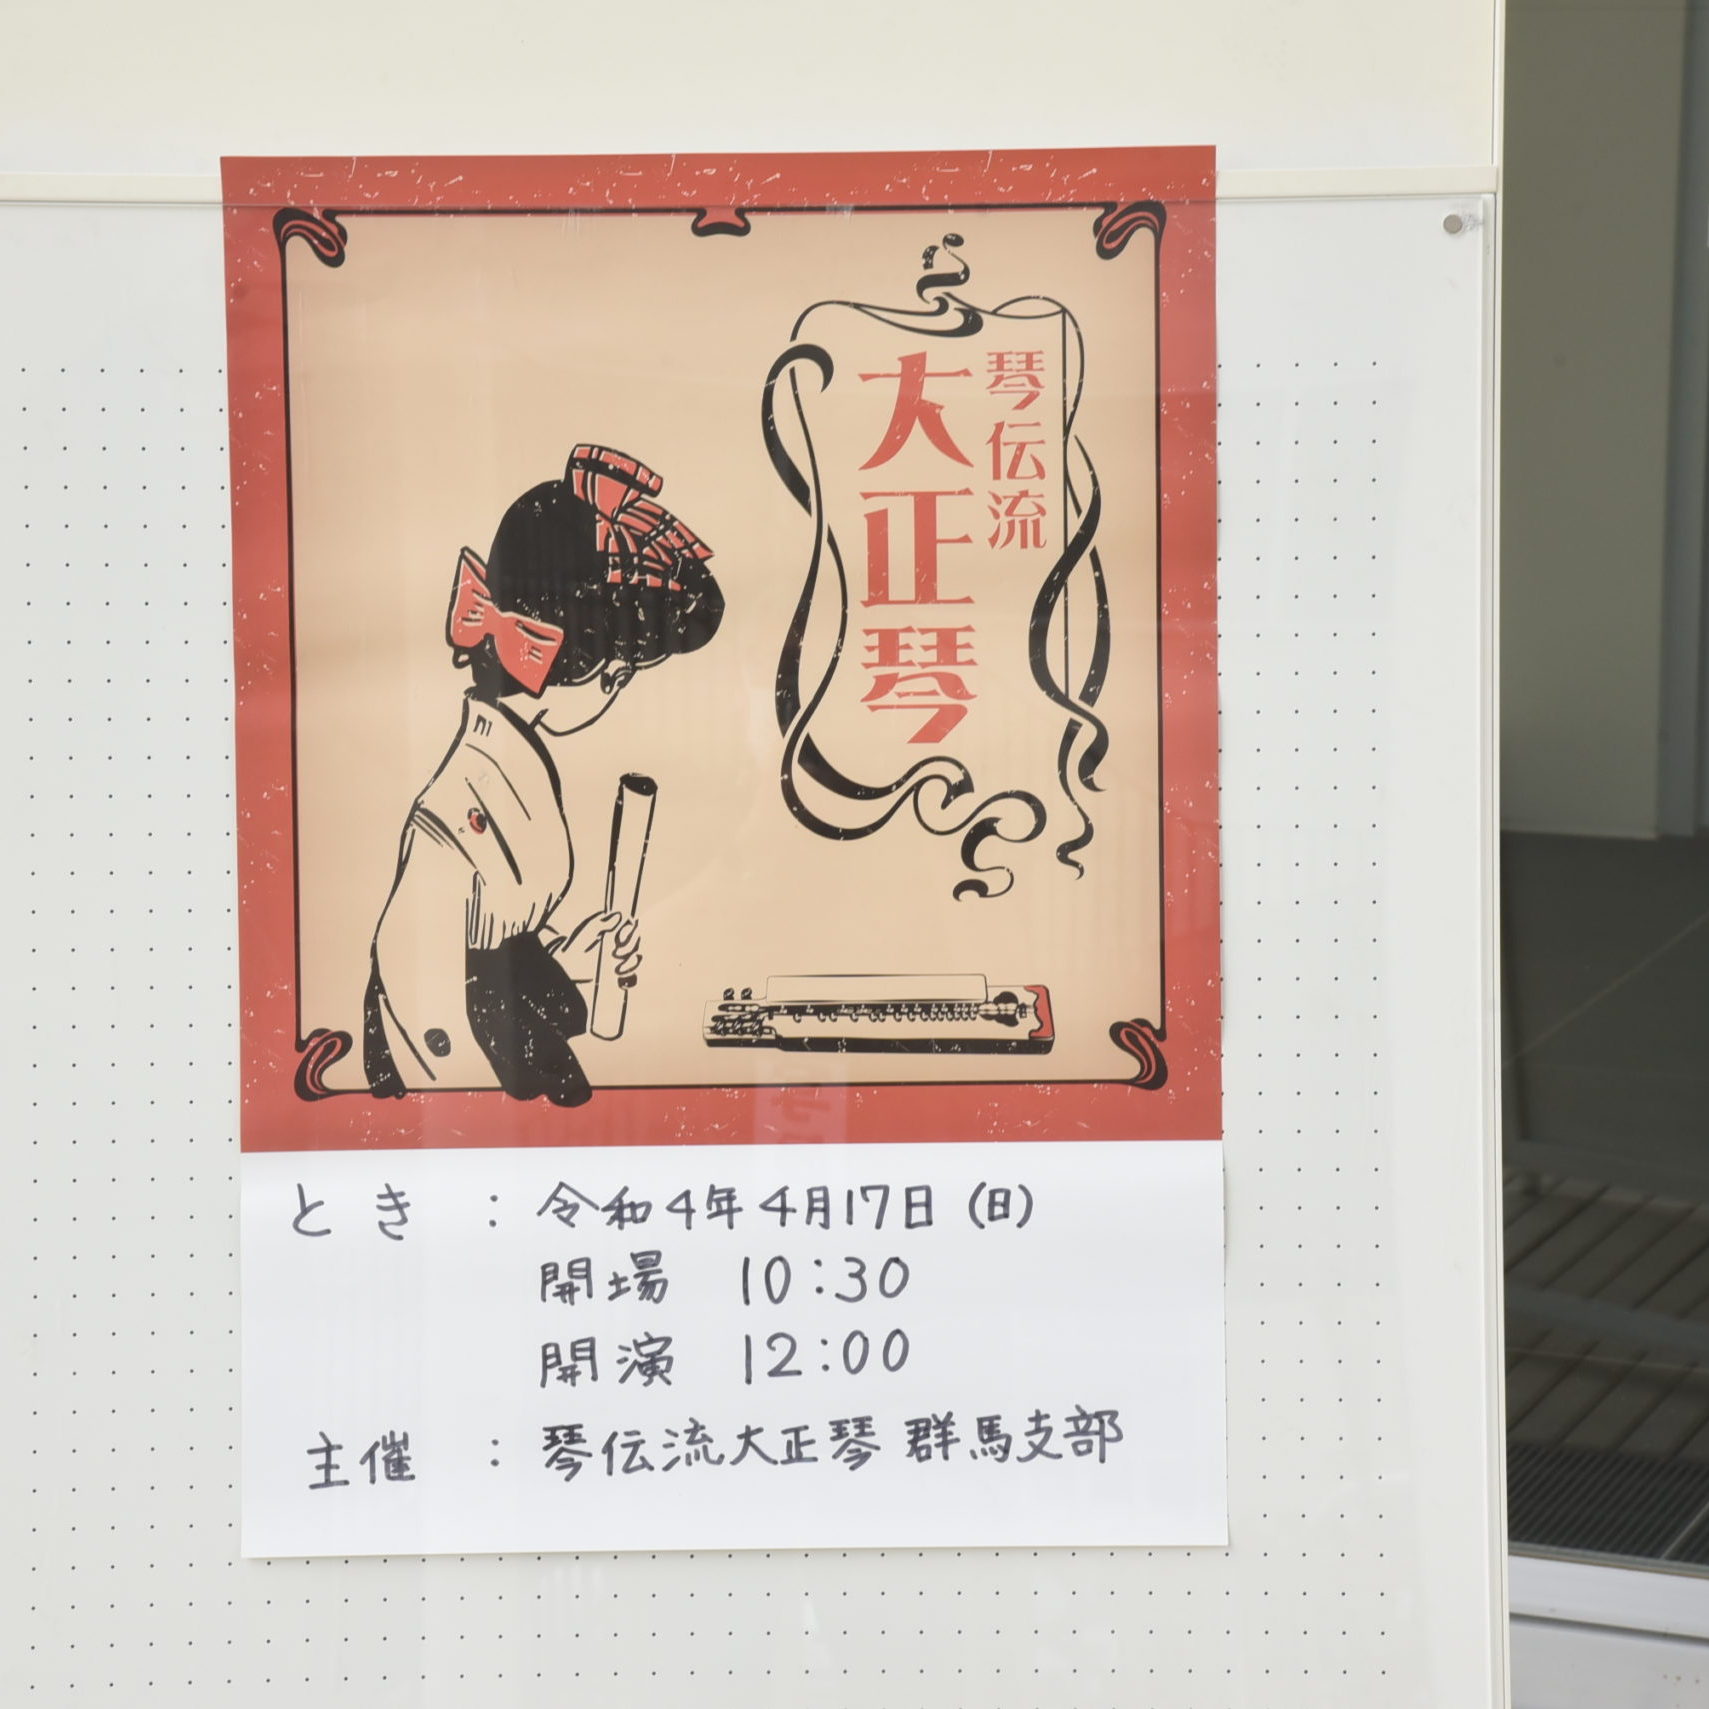 琴伝流
大正琴
とき : 令和4年4月17日(日)
開場 10:30
開演 12:00
主催 : 琴伝流大正琴 群馬支部